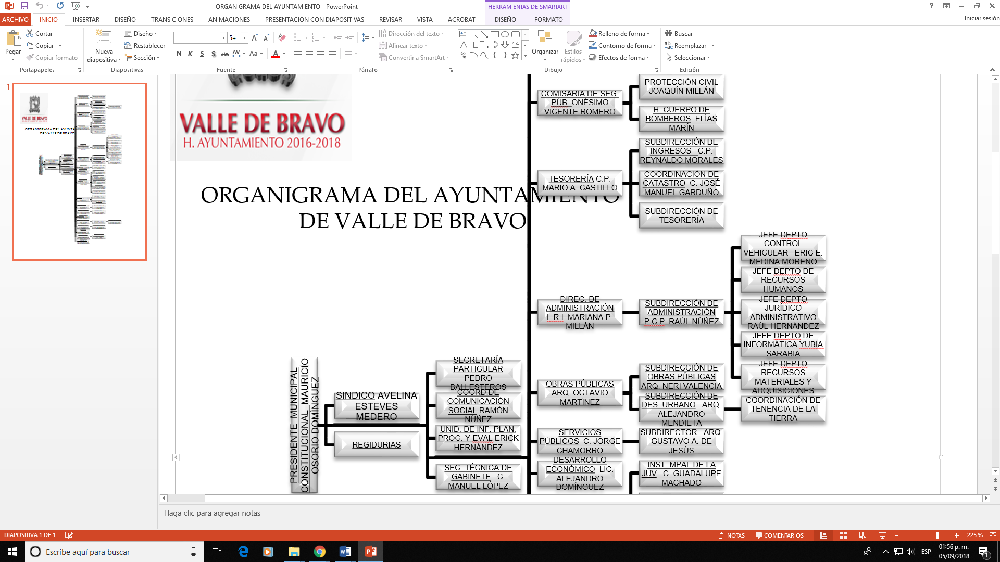 ORGANIGRAMA DEL AYUNTAMIENTO - PowerPoint
HERRAMIENTAS DE SMARTART
ARCHIVO
INICIO
INSERTAR
DISEÑO
TRANSICIONES
ANIMACIONES
PRESENTACIÓN CON DIAPOSITIVAS
REVISAR
VISTA
ACROBAT
DISEÑO
FORMATO
Iniciar sesión
Pegar
Cortar
Copiar
Copiar formato
Portapapeles
Nueva
diapositiva
Diseño
Restablecer
Sección
Diapositivas
5+
N K S S abc AV Aa A
Fuente
Dirección del texto
Alinear texto
Convertir a SmartArt
Párrafo
Organizar
Estilos
rápidos
Relleno de forma
Contorno de forma
Efectos de forma
Dibujo
Buscar
Reemplazar
Seleccionar
Edición
1
VALLE DE BRAVO
ORGANIGRAMA DEL AYUNTAMIENTO
DE VALLE DE BRAVO
VALLE DE BRAVO
H. AYUNTAMIENTO 2016-2018
ORGANIGRAMA DEL AYUNTAMIENTO
DE VALLE DE BRAVO
PRESIDENTE MUNICIPAL
CONSTITUCIONAL MAURICIO
OSORIO DOMÍNGUEZ
SINDICO AVELINA
ESTEVES
MEDERO
REGIDURIAS
SECRETARÍA
PARTICULAR
PEDRO
BALLESTEROS
COORD.DE
COMUNICACIÓN
SOCIAL RAMÓN
NÚÑEZ
UNID. DE INF. PLAN.
PROG. Y EVAL ERICK
HERNÁNDEZ
SEC. TÉCNICA DE
GABINETE C.
MANUEL LÓPEZ
COMISARIA DE SEG.
PÚB. ONÉSIMO
VICENTE ROMERO
PROTECCIÓN CIVIL
JOAQUÍN MILLÁN
H. CUERPO DE
BOMBEROS ELÍAS
MARÍN
TESORERÍA C.P.
MARIO A. CASTILLO
SUBDIRECCIÓN DE
INGRESOS C.P.
REYNALDO MORALES
COORDINACIÓN DE
CATASTRO C. JOSÉ
MANUEL GARDUÑO
SUBDIRECCIÓN DE
TESORERÍA
DIREC. DE
ADMINISTRACIÓN
L.R.I. MARIANA P.
MILLÁN
SUBDIRECCIÓN DE
ADMINISTRACIÓN
P.C.P. RAÚL NÚÑEZ
JEFE DEPTO
CONTROL
VEHICULAR ERIC E.
MEDINA MORENO
JEFE DEPTO DE
RECURSOS
HUMANOS
JEFE DEPTO
JURÍDICO
ADMINISTRATIVO
RAÚL HERNÁNDEZ
JEFE DEPTO DE
INFORMÁTICA YUBIA
SARABIA
JEFE DEPTO
RECURSOS
MATERIALES Y
ADQUISICIONES
OBRAS PÚBLICAS
ARQ. OCTAVIO
MARTÍNEZ
SUBDIRECCIÓN DE
OBRAS PÚBLICAS
ARQ. NERI VALENCIA
SUBDIRECCIÓN DE
DES. URBANO ARQ.
ALEJANDRO
MENDIETA
COORDINACIÓN DE
TENENCIA DE LA
TIERRA
SERVICIOS
PÚBLICOS C. JORGE
CHAMORRO
SUBDIRECTOR ARQ.
GUSTAVO A. DE
JESÚS
DESARROLLO
ECONÓMICO LIC.
ALEJANDRO
DOMÍNGUEZ
INST. MPAL DE LA
JUV. C. GUADALUPE
MACHADO
Haga clic para agregar notas
DIAPOSITIVA 1 DE 1
NOTAS
COMENTARIOS
225 %
Escribe aquí para buscar
ESP
01:56 p. m.
05/09/2018
1